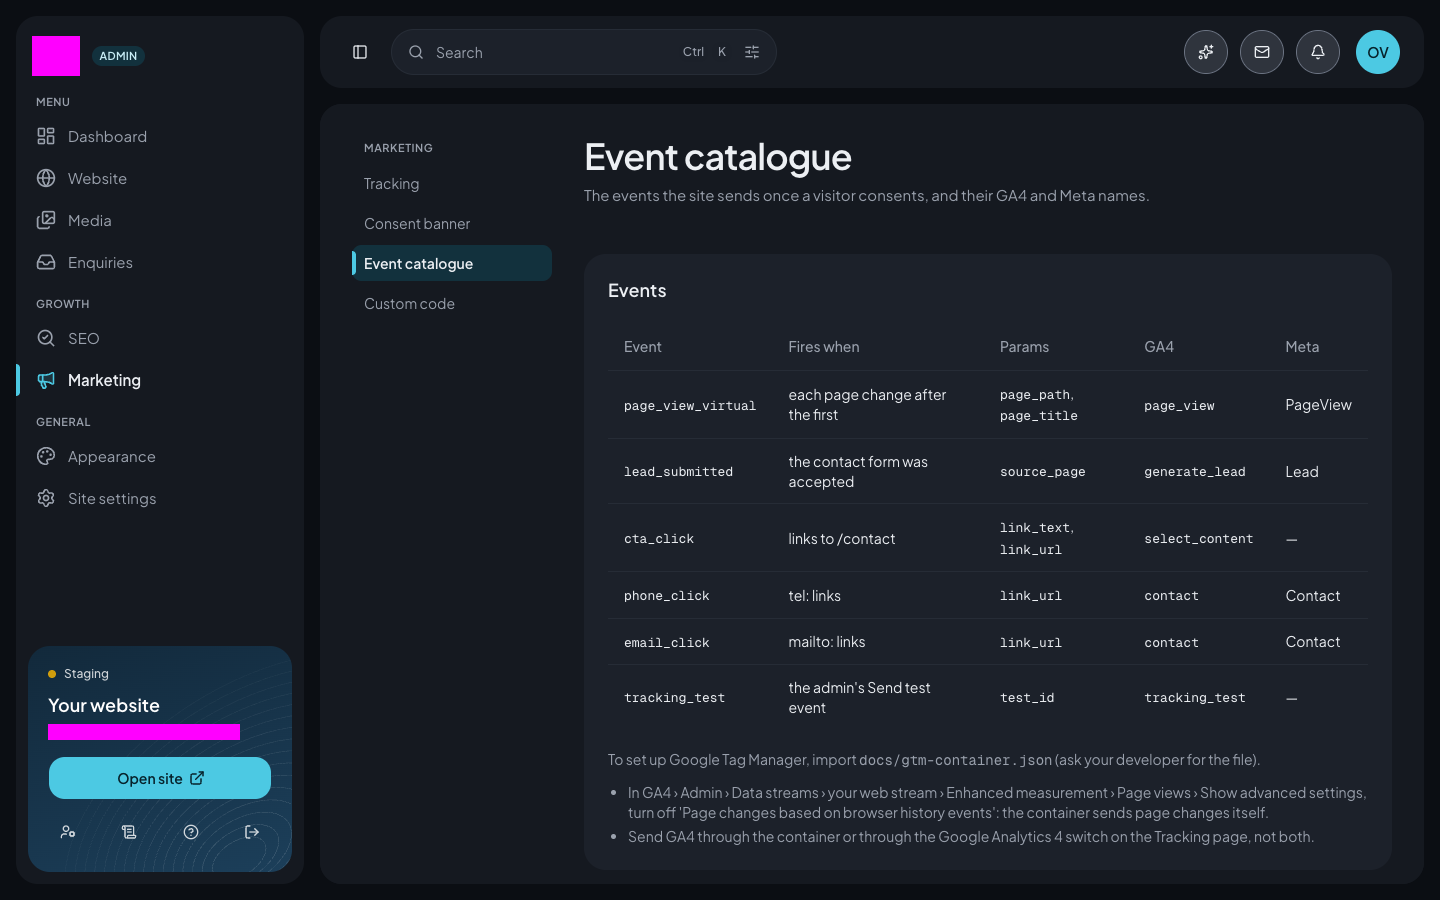 ADMIN
MENU
Dashboard
Website
Media
Enquiries
GROWTH
SEO
Marketing
GENERAL
Appearance
Site settings
Staging
Your website
Open site
Search
Ctrl K
OV
MARKETING
Tracking
Consent banner
Event catalogue
Custom code
Event catalogue
The events the site sends once a visitor consents, and their GA4 and Meta names.
Events
Event Fires when Params GA4 Meta
page_view_virtual each page change after the first page_path, page_title page_view PageView
lead_submitted the contact form was accepted source_page generate_lead Lead
cta_click links to /contact link_text, link_url select_content —
phone_click tel: links link_url contact Contact
email_click mailto: links link_url contact Contact
tracking_test the admin's Send test event test_id tracking_test —
To set up Google Tag Manager, import docs/gtm-container.json (ask your developer for the file).
• In GA4 › Admin › Data streams › your web stream › Enhanced measurement › Page views › Show advanced settings,
turn off 'Page changes based on browser history events': the container sends page changes itself.
• Send GA4 through the container or through the Google Analytics 4 switch on the Tracking page, not both.